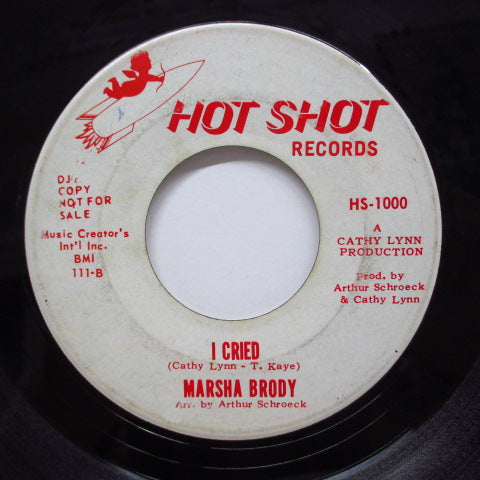 HOT SHOT
RECORDS
DJ
COPY
NOT FOR
SALE
Music Creator's
Int'l Inc.
BMI
111-B
HS-1000
A
CATHY LYNN
PRODUCTION
Prod. by
Arthur Schroeck
& Cathy Lynn
I CRIED
(Cathy Lynn - T. Kaye)
MARSHA BRODY
Arr. by Arthur Schroeck